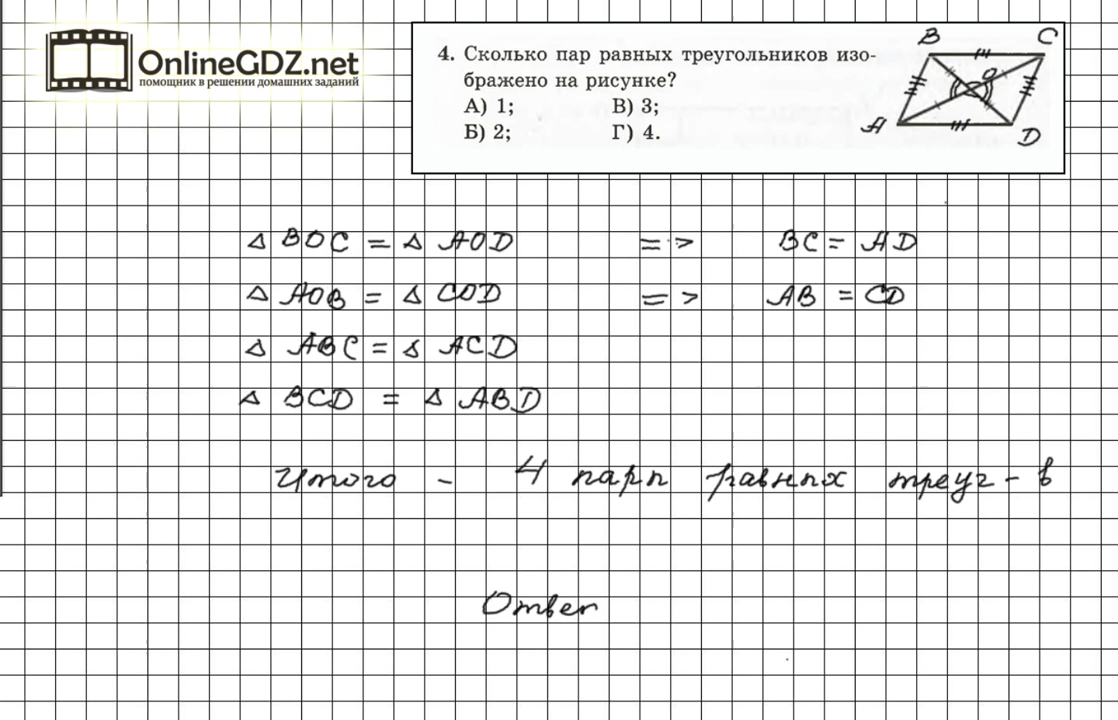 OnlineGDZ.net
помощник в решении домашних заданий
4. Сколько пар равных треугольников изо-
бражено на рисунке?
А) 1; В) 3;
Б) 2; Г) 4.
B C
O
A D
△ BOC = △ AOD => BC = AD
△ AOB = △ COD => AB = CD
△ ABC = △ ACD
△ BCD = △ ABD
Итого - 4 пары равных треуг-в
Ответ